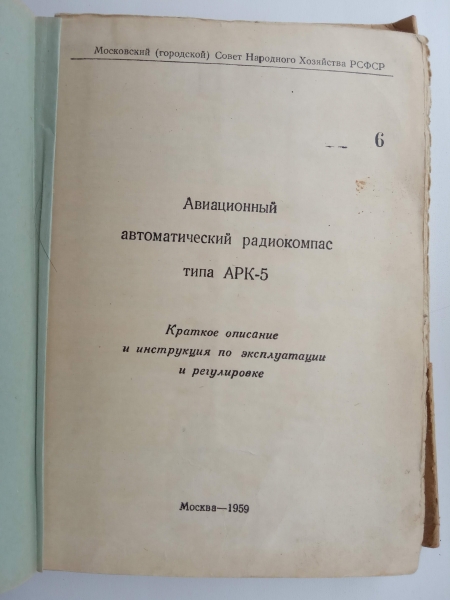 Московский (городской) Совет Народного Хозяйства РСФСР
6
Авиационный
автоматический радиокомпас
типа АРК-5
Краткое описание
и инструкция по эксплуатации
и регулировке
Москва—1959